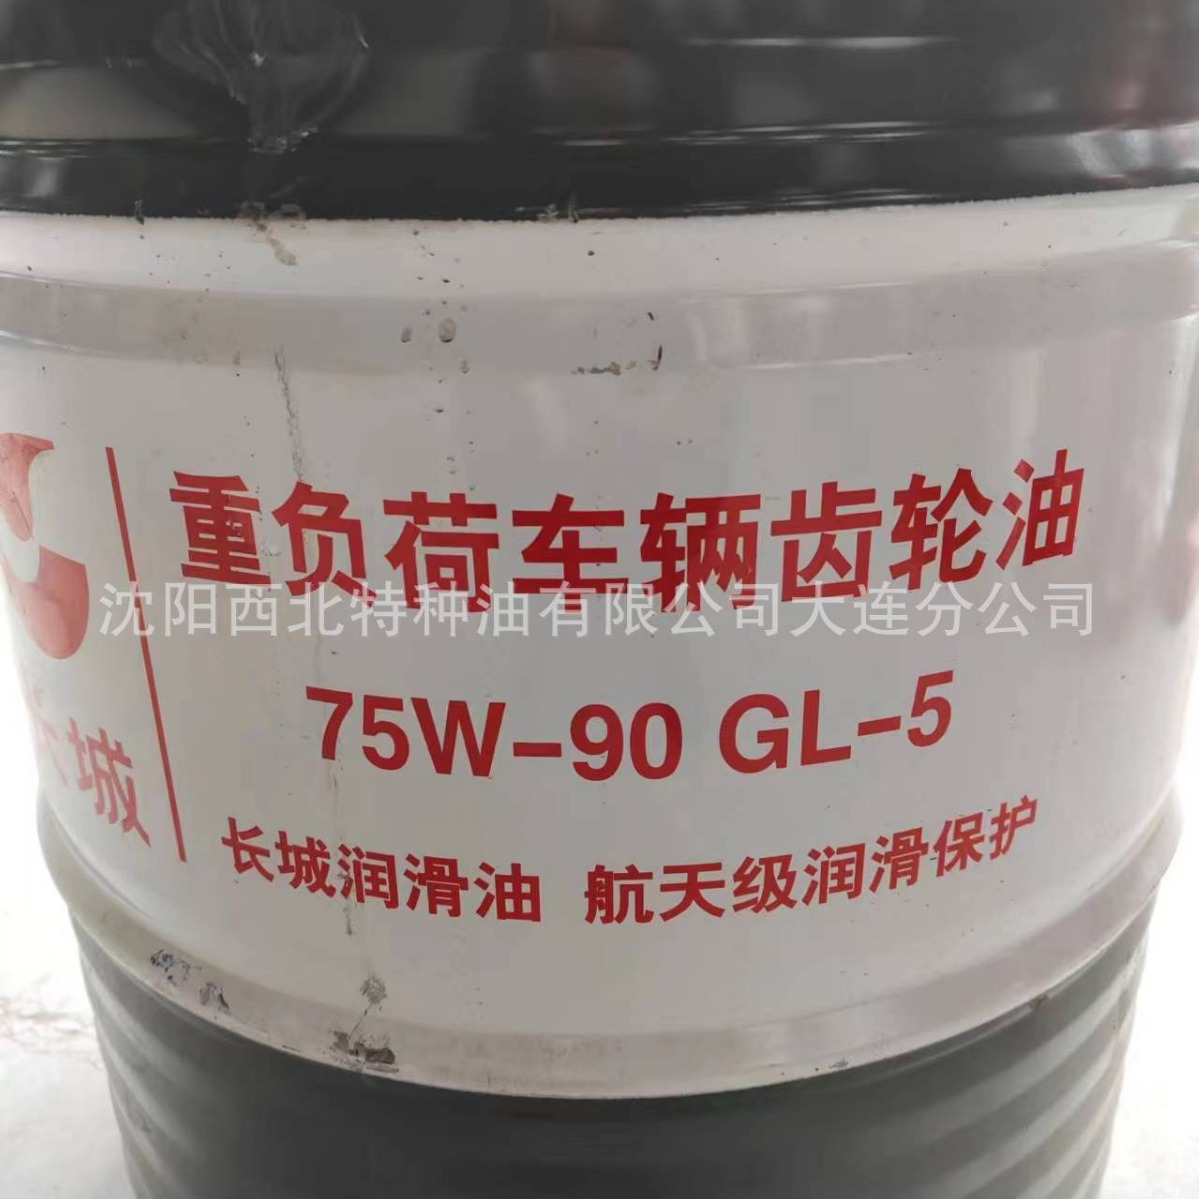 重负荷车辆齿轮油
沈阳西北特种油有限公司大连分公司
75W-90 GL-5
长城
长城润滑油 航天级润滑保护